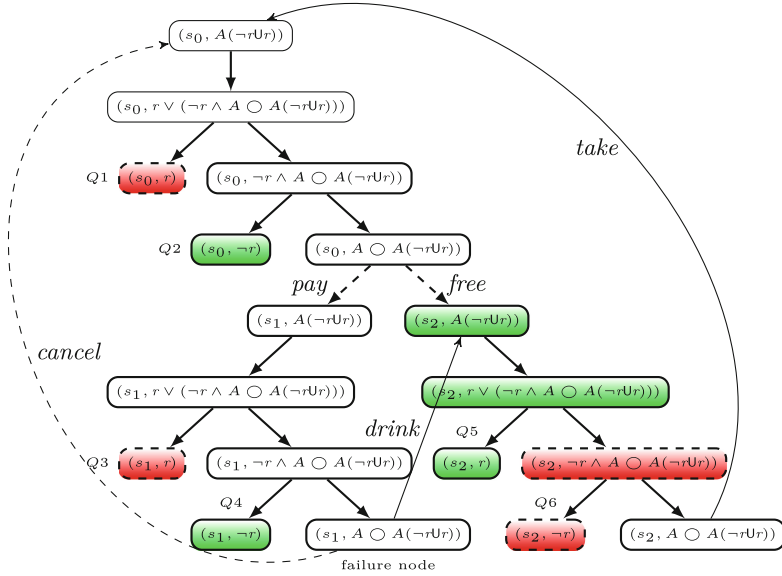 (s₀, A(¬rUr))
(s₀, r ∨ (¬r ∧ A ◯ A(¬rUr)))
take
Q1 (s₀, r)
(s₀, ¬r ∧ A ◯ A(¬rUr))
Q2 (s₀, ¬r)
(s₀, A ◯ A(¬rUr))
pay free
(s₁, A(¬rUr))
(s₂, A(¬rUr))
cancel
(s₁, r ∨ (¬r ∧ A ◯ A(¬rUr)))
(s₂, r ∨ (¬r ∧ A ◯ A(¬rUr)))
drink Q5
Q3 (s₁, r)
(s₁, ¬r ∧ A ◯ A(¬rUr))
(s₂, r)
(s₂, ¬r ∧ A ◯ A(¬rUr))
Q4 Q6
(s₁, ¬r)
(s₁, A ◯ A(¬rUr))
(s₂, ¬r)
(s₂, A ◯ A(¬rUr))
failure node